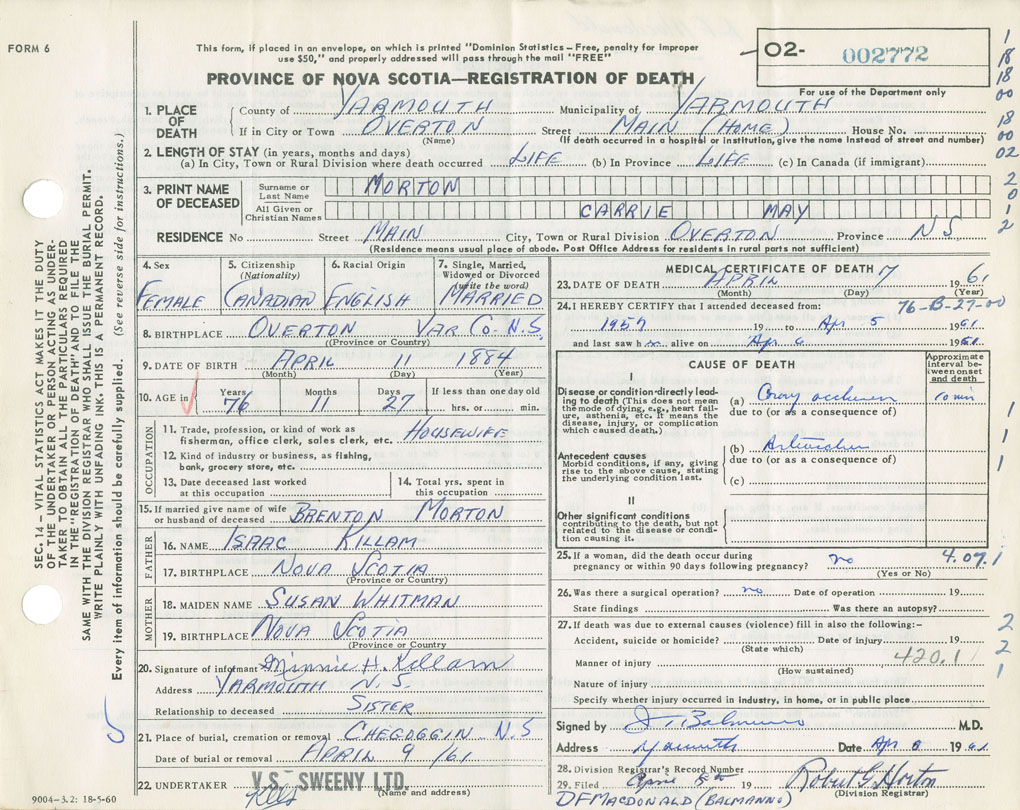 FORM 6
This form, if placed in an envelope, on which is printed "Dominion Statistics – Free, penalty for improper
use $50," and properly addressed will pass through the mail "FREE"
PROVINCE OF NOVA SCOTIA—REGISTRATION OF DEATH
O2- 002772
For use of the Department only
1. PLACE OF DEATH County of YARMOUTH Municipality of YARMOUTH
If in City or Town OVERTON Street MAIN (HOME) House No.
(Name) (If death occurred in a hospital or institution, give the name instead of street and number)
2. LENGTH OF STAY (in years, months and days)
(a) In City, Town or Rural Division where death occurred LIFE (b) In Province LIFE (c) In Canada (if immigrant)
3. PRINT NAME OF DECEASED Surname or Last Name MORTON
All Given or Christian Names CARRIE MAY
RESIDENCE No Street MAIN City, Town or Rural Division OVERTON Province NS
(Residence means usual place of abode. Post Office Address for residents in rural parts not sufficient)
4. Sex FEMALE
5. Citizenship (Nationality) CANADIAN
6. Racial Origin ENGLISH
7. Single, Married, Widowed or Divorced (write the word) MARRIED
8. BIRTHPLACE OVERTON YAR CO. N.S.
(Province or Country)
9. DATE OF BIRTH APRIL 11 1884
(Month) (Day) (Year)
10. AGE in Years 76 Months 11 Days 27 If less than one day old hrs. or min.
OCCUPATION
11. Trade, profession, or kind of work as fisherman, office clerk, sales clerk, etc. HOUSEWIFE
12. Kind of industry or business, as fishing, bank, grocery store, etc.
13. Date deceased last worked at this occupation
14. Total yrs. spent in this occupation
15. If married give name of wife or husband of deceased BRENTON MORTON
FATHER
16. NAME ISAAC KILLAM
17. BIRTHPLACE NOVA SCOTIA
(Province or Country)
MOTHER
18. MAIDEN NAME SUSAN WHITMAN
19. BIRTHPLACE NOVA SCOTIA
(Province or Country
20. Signature of informant Minnie H. Killam
Address YARMOUTH N.S.
Relationship to deceased SISTER
21. Place of burial, cremation or removal CHEGOGGIN N.S
Date of burial or removal APRIL 9 /61
22. UNDERTAKER V.S. SWEENY LTD.
(Name and address)
9004-3.2: 18-5-60
MEDICAL CERTIFICATE OF DEATH
23. DATE OF DEATH APRIL 7 1961
(Month) (Day) (Year)
76-B-27-00
24. I HEREBY CERTIFY that I attended deceased from:
1957 19 to Apr 5 1961
and last saw h alive on Apr 1961
CAUSE OF DEATH
Approximate interval between onset and death
I
Disease or condition directly leading to death (This does not mean the mode of dying, e.g., heart failure, asthenia, etc. It means the disease, injury, or complication which caused death.)
(a) 10 min
due to (or as a consequence of)
Antecedent causes
Morbid conditions, if any, giving rise to the above cause, stating the underlying condition last.
(b)
due to (or as a consequence of)
(c)
II
Other significant conditions
contributing to the death, but not related to the disease or condition causing it.
25. If a woman, did the death occur during pregnancy or within 90 days following pregnancy? no
(Yes or No)
4.09.1
26. Was there a surgical operation? no Date of operation 19
State findings Was there an autopsy?
27. If death was due to external causes (violence) fill in also the following:–
Accident, suicide or homicide? Date of injury 19
(State which)
420.1
Manner of injury
(How sustained)
Nature of injury
Specify whether injury occurred in industry, in home, or in public place
Signed by M.D.
Address Yarmouth Date Apr 8 1961
28. Division Registrar's Record Number
29. Filed April 8th 19 Robert G. Horton
(Division Registrar)
DFMACDONALD (BALMANNO)
SEC. 14 – VITAL STATISTICS ACT MAKES IT THE DUTY
OF THE UNDERTAKER OR PERSON ACTING AS UNDER-
TAKER TO OBTAIN ALL THE PARTICULARS REQUIRED
IN THE "REGISTRATION OF DEATH" AND TO FILE THE
SAME WITH THE DIVISION REGISTRAR WHO SHALL ISSUE THE BURIAL PERMIT.
WRITE PLAINLY WITH UNFADING INK. THIS IS A PERMANENT RECORD.
Every item of information should be carefully supplied. (See reverse side for instructions.)
1
18
18
00
18
00
02
2
0
1
2
1
1
1
1
2
2
1